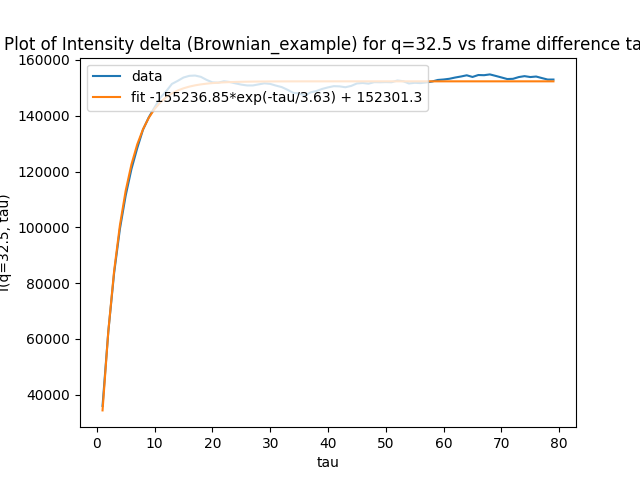 Plot of Intensity delta (Brownian_example) for q=32.5 vs frame difference ta
160000
140000
120000
100000
80000
60000
40000
I(q=32.5, tau)
data
fit -155236.85*exp(-tau/3.63) + 152301.3
0 10 20 30 40 50 60 70 80
tau